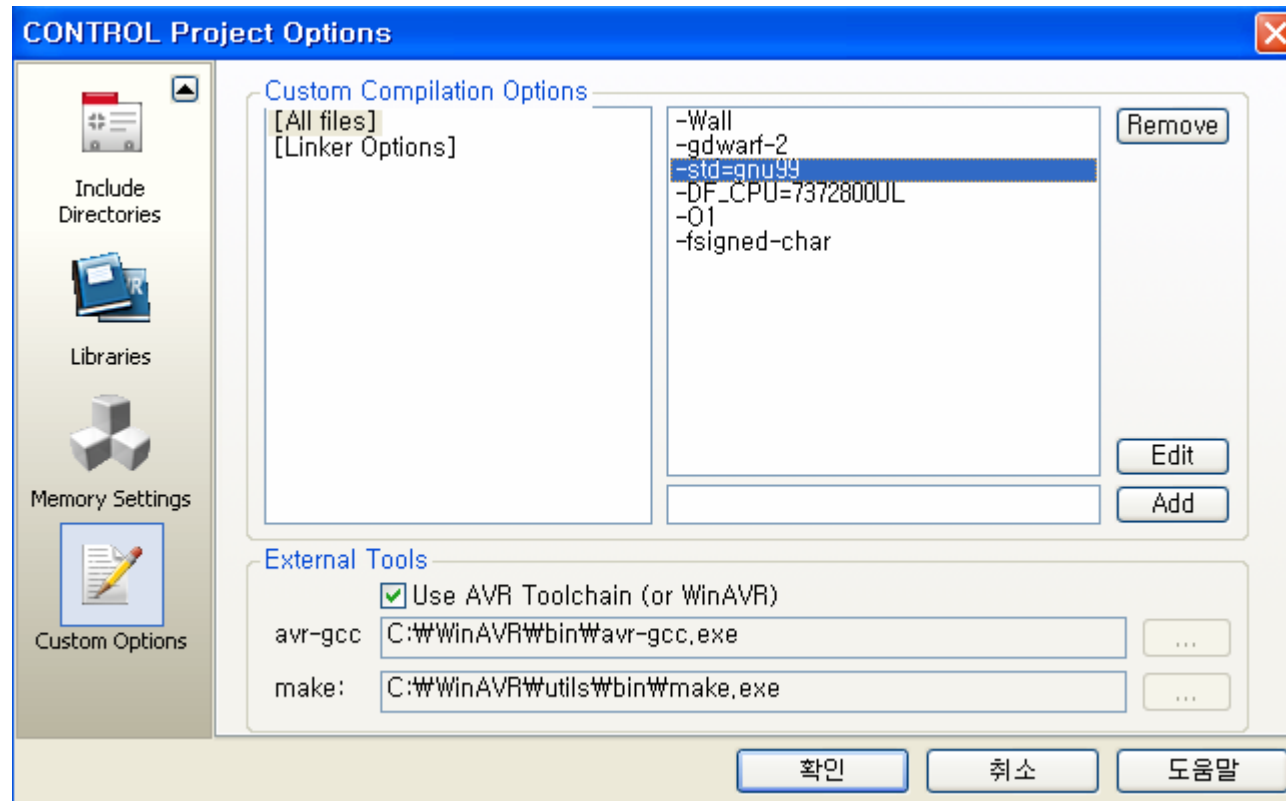 CONTROL Project Options
Include
Directories
Libraries
Memory Settings
Custom Options
Custom Compilation Options
[All files]
[Linker Options]
-Wall
-gdwarf-2
-std=gnu99
-DF_CPU=7372800UL
-O1
-fsigned-char
Remove
Edit
Add
External Tools
Use AVR Toolchain (or WinAVR)
avr-gcc C:₩WinAVR₩bin₩avr-gcc.exe ...
make: C:₩WinAVR₩utils₩bin₩make.exe ...
확인 취소 도움말